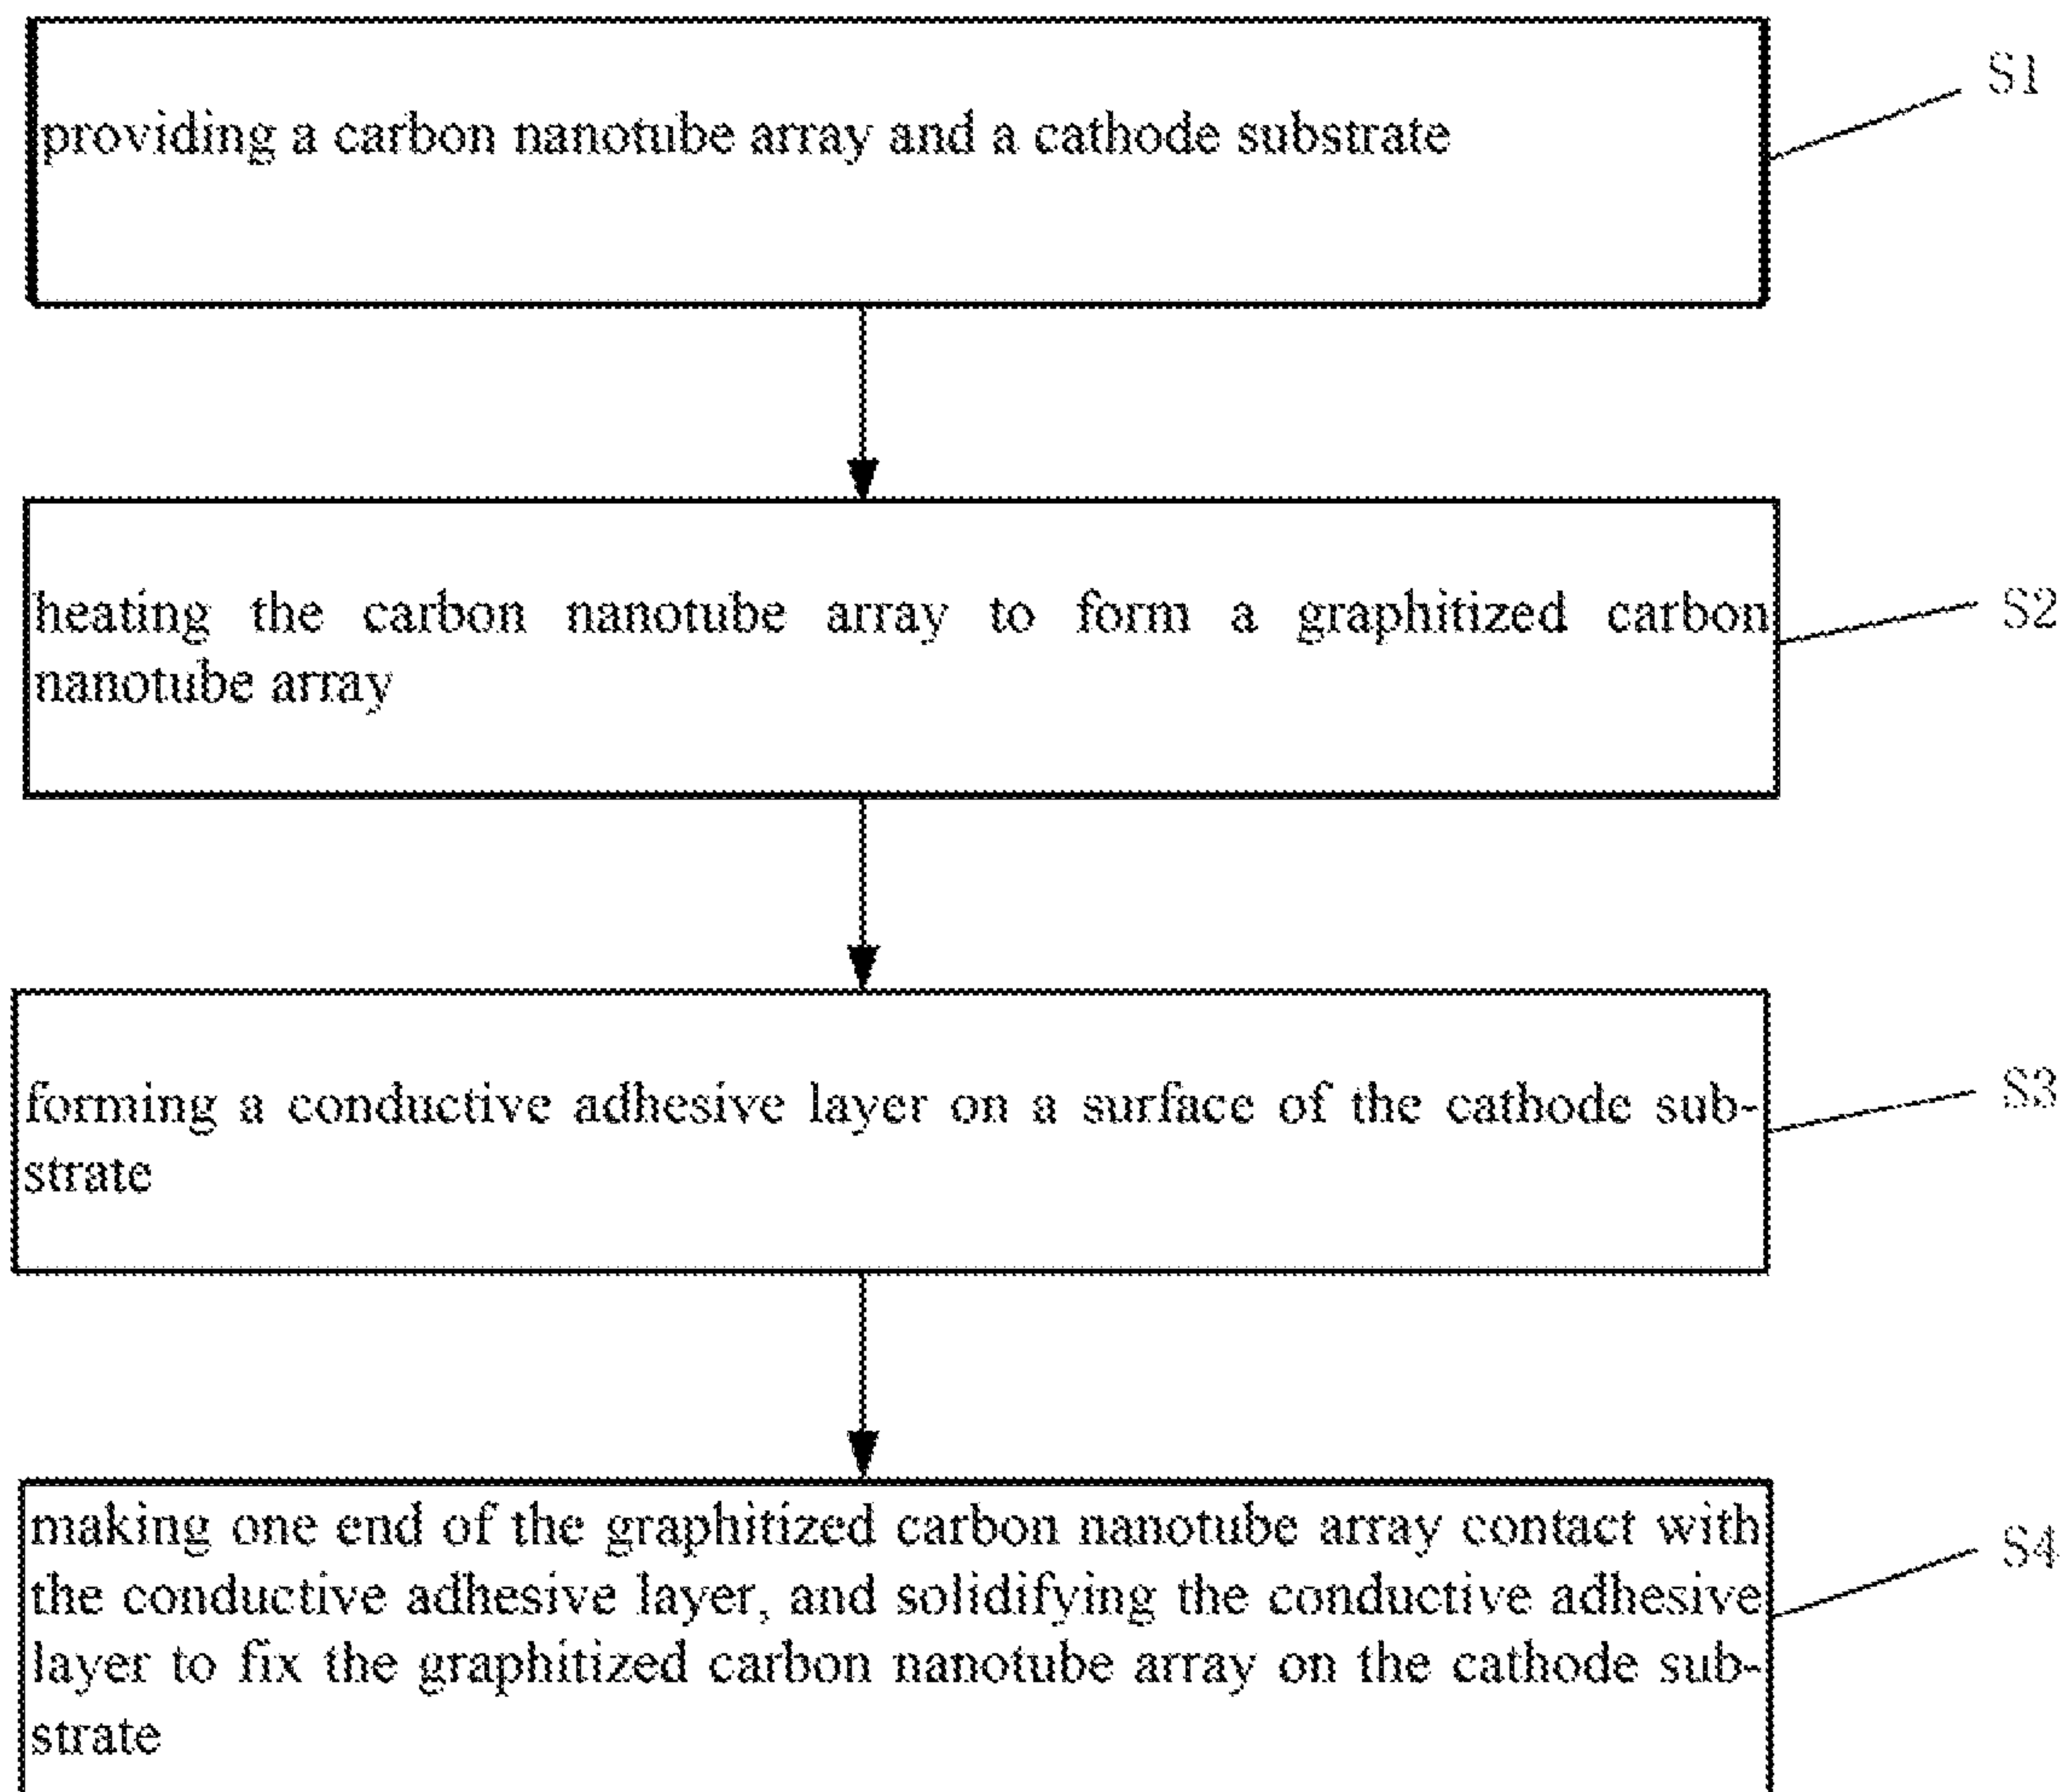 providing a carbon nanotube array and a cathode substrate
S1
heating the carbon nanotube array to form a graphitized carbon
nanotube array
S2
forming a conductive adhesive layer on a surface of the cathode sub-
strate
S3
making one end of the graphitized carbon nanotube array contact with
the conductive adhesive layer, and solidifying the conductive adhesive
layer to fix the graphitized carbon nanotube array on the cathode sub-
strate
S4